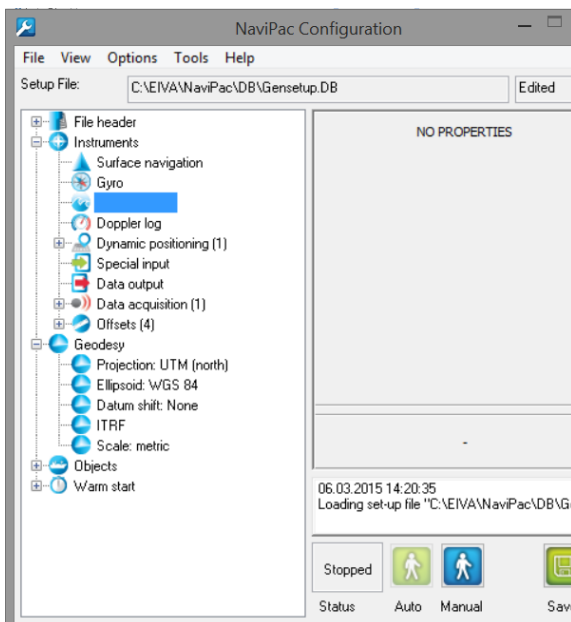 NaviPac Configuration
File View Options Tools Help
Setup File: C:\EIVA\NaviPac\DB\Gensetup.DB Edited
File header
Instruments
Surface navigation
Gyro
Doppler log
Dynamic positioning (1)
Special input
Data output
Data acquisition (1)
Offsets (4)
Geodesy
Projection: UTM (north)
Ellipsoid: WGS 84
Datum shift: None
ITRF
Scale: metric
Objects
Warm start
NO PROPERTIES
-
06.03.2015 14:20:35
Loading set-up file "C:\EIVA\NaviPac\DB\G
Stopped
Status Auto Manual Sav